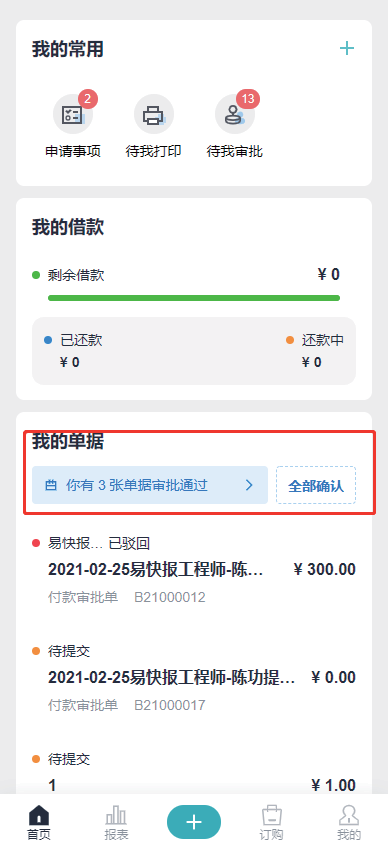 我的常用
2
13
申请事项 待我打印 待我审批
我的借款
剩余借款 ¥ 0
已还款 还款中
¥ 0 ¥ 0
我的单据
你有 3 张单据审批通过 全部确认
易快报... 已驳回
2021-02-25易快报工程师-陈... ¥ 300.00
付款审批单 B21000012
待提交
2021-02-25易快报工程师-陈功提... ¥ 0.00
付款审批单 B21000017
待提交
1 ¥ 1.00
首页 报表 订购 我的